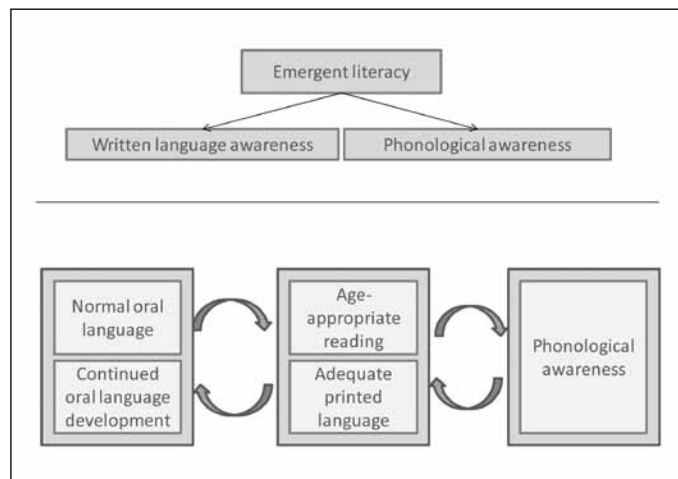 Emergent literacy
Written language awareness
Phonological awareness
Normal oral
language
Continued
oral language
development
Age-
appropriate
reading
Adequate
printed
language
Phonological
awareness